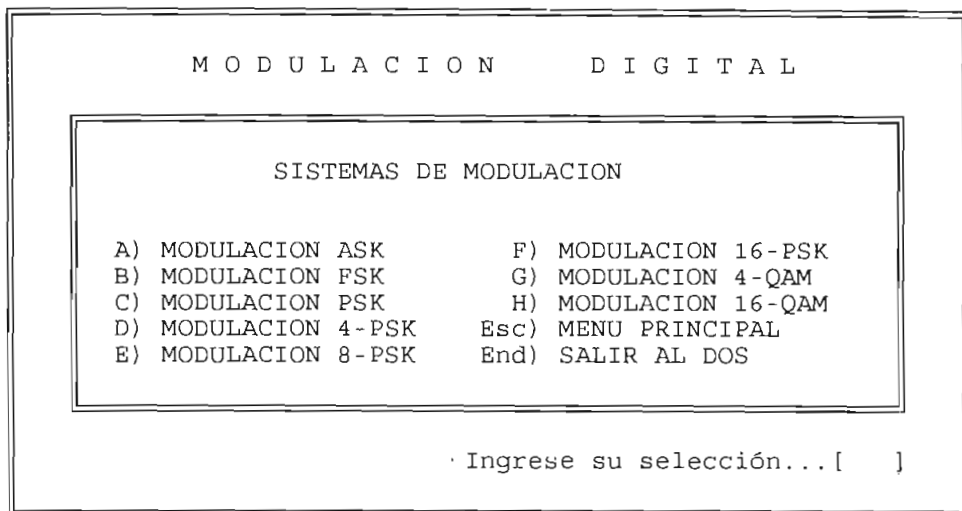 M O D U L A C I O N   D I G I T A L
SISTEMAS DE MODULACION
A) MODULACION ASK
B) MODULACION FSK
C) MODULACION PSK
D) MODULACION 4-PSK
E) MODULACION 8-PSK
F) MODULACION 16-PSK
G) MODULACION 4-QAM
H) MODULACION 16-QAM
Esc) MENU PRINCIPAL
End) SALIR AL DOS
Ingrese su selección...[   ]